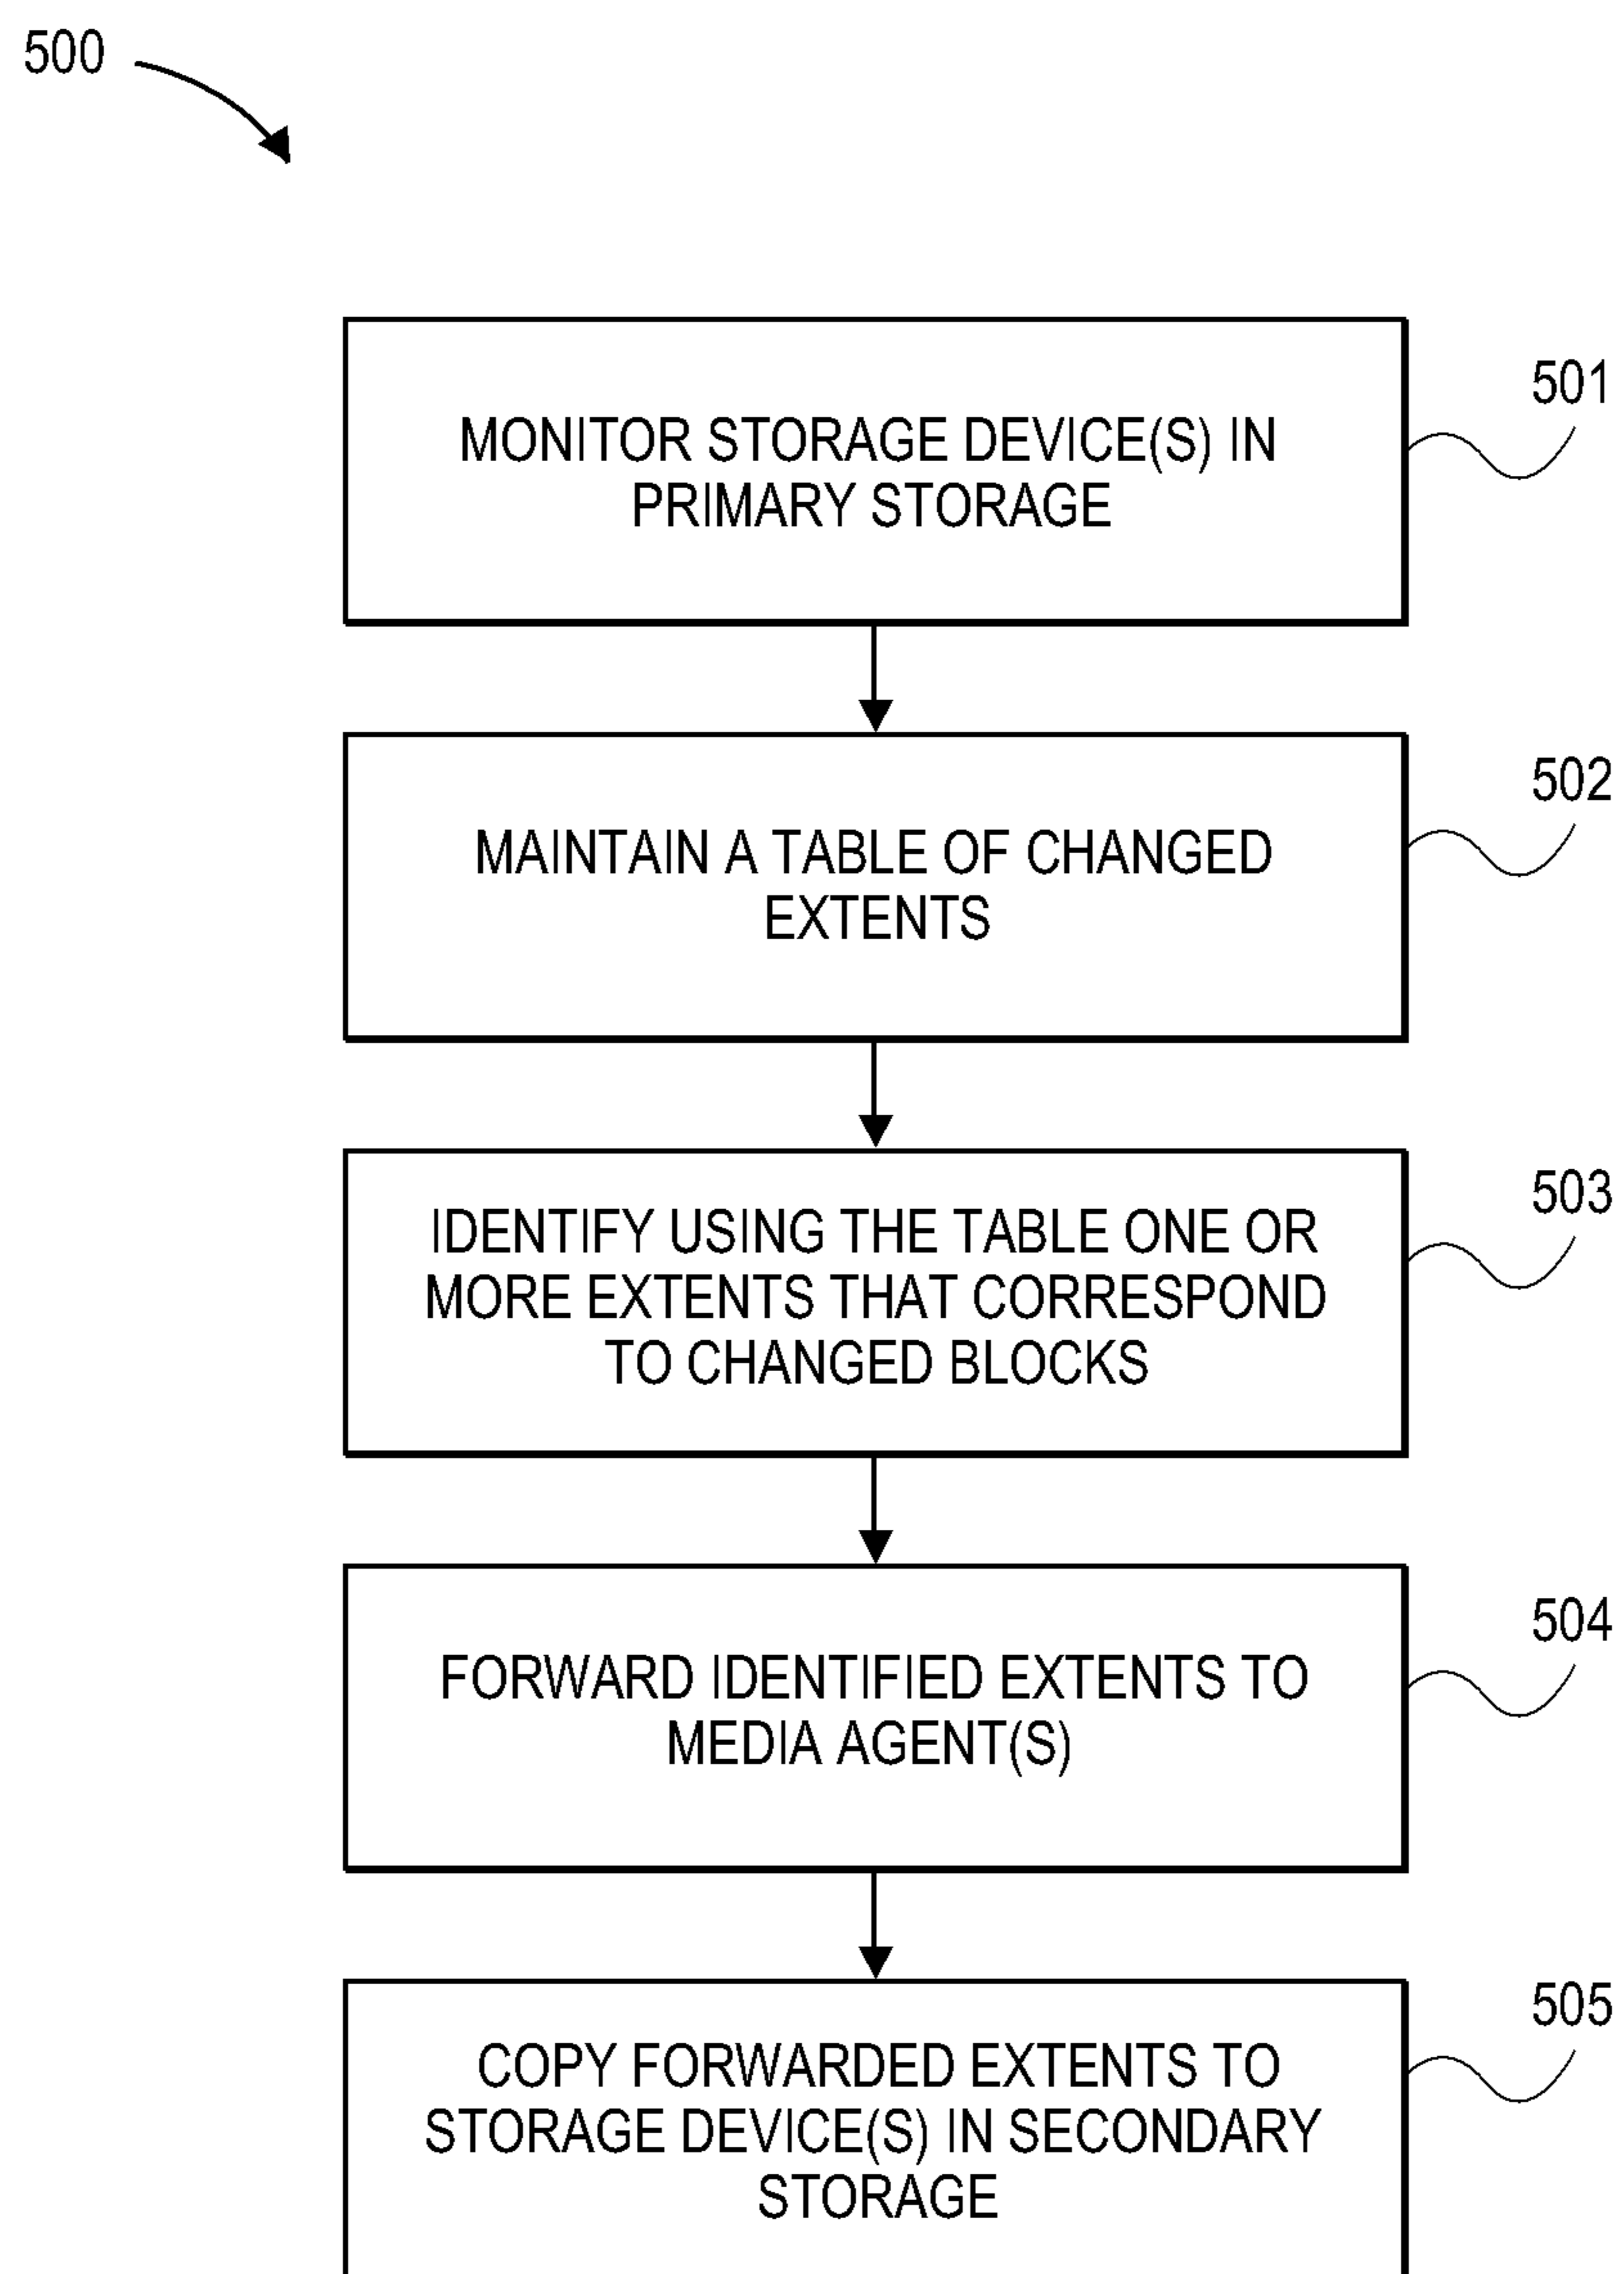 500
501
MONITOR STORAGE DEVICE(S) IN
PRIMARY STORAGE
502
MAINTAIN A TABLE OF CHANGED
EXTENTS
503
IDENTIFY USING THE TABLE ONE OR
MORE EXTENTS THAT CORRESPOND
TO CHANGED BLOCKS
504
FORWARD IDENTIFIED EXTENTS TO
MEDIA AGENT(S)
505
COPY FORWARDED EXTENTS TO
STORAGE DEVICE(S) IN SECONDARY
STORAGE